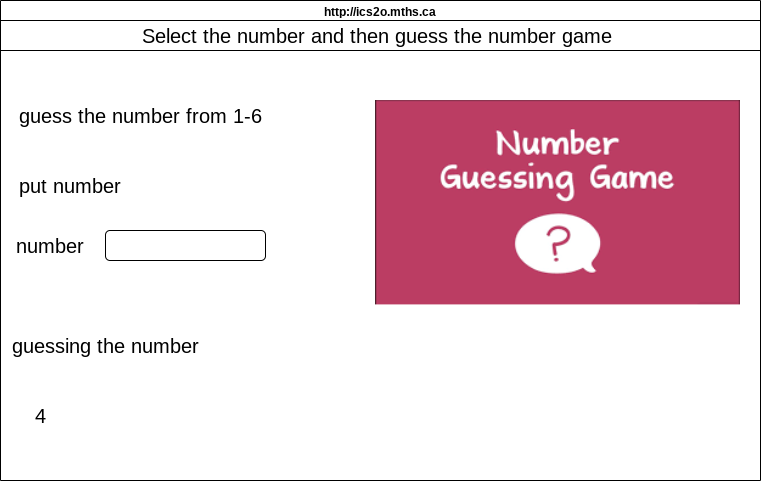 http://ics2o.mths.ca
Select the number and then guess the number game
guess the number from 1-6
put number
number
guessing the number
4
Number
Guessing Game
?